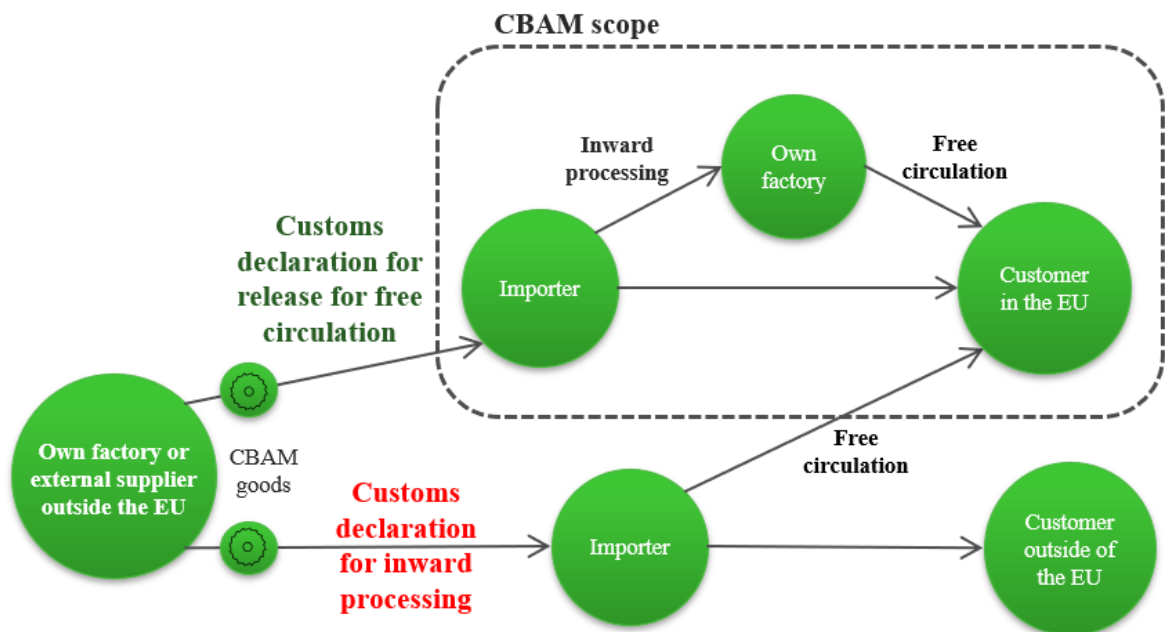 CBAM scope
Inward
processing
Own
factory
Free
circulation
Customs
declaration for
release for free
circulation
Importer
Customer
in the EU
Own factory or
external supplier
outside the EU
CBAM
goods
Customs
declaration
for inward
processing
Importer
Free
circulation
Customer
outside of
the EU